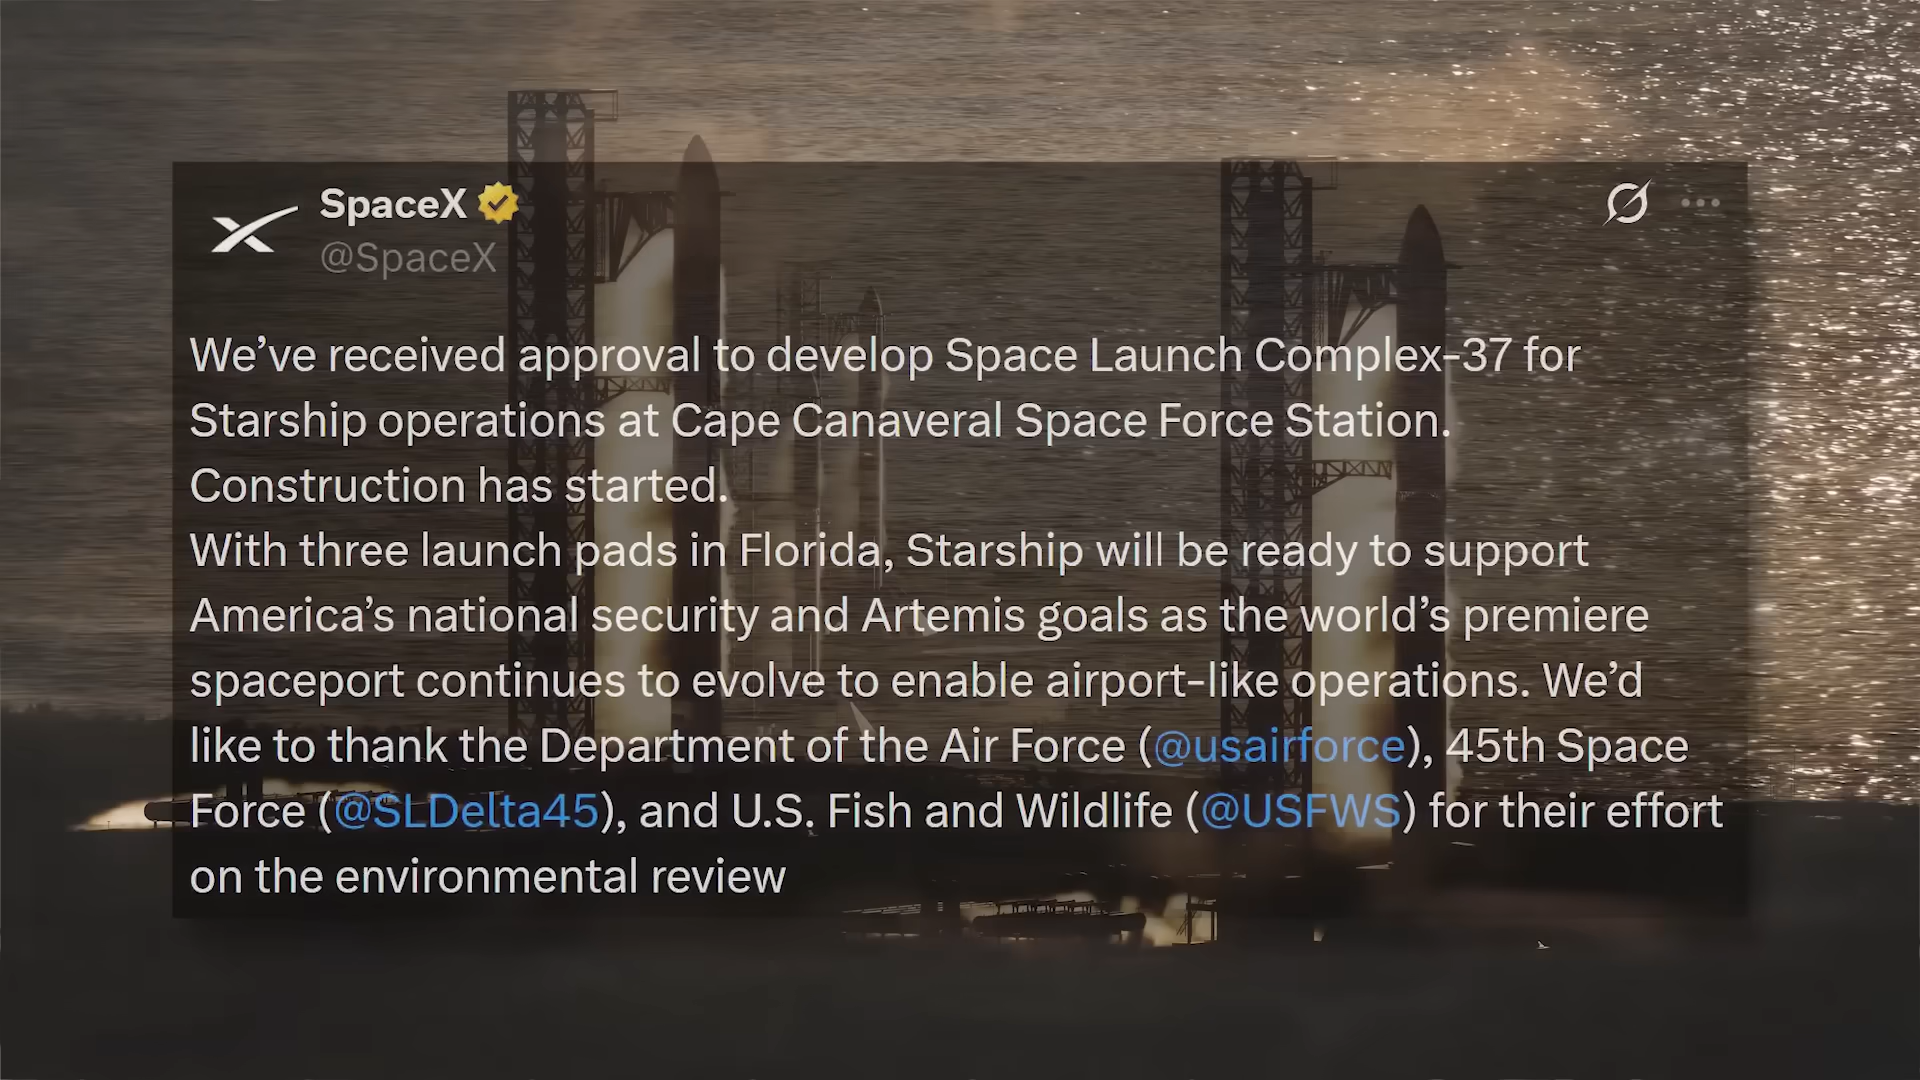 SpaceX
@SpaceX
We’ve received approval to develop Space Launch Complex-37 for
Starship operations at Cape Canaveral Space Force Station.
Construction has started.
With three launch pads in Florida, Starship will be ready to support
America’s national security and Artemis goals as the world’s premiere
spaceport continues to evolve to enable airport-like operations. We’d
like to thank the Department of the Air Force (@usairforce), 45th Space
Force (@SLDelta45), and U.S. Fish and Wildlife (@USFWS) for their effort
on the environmental review